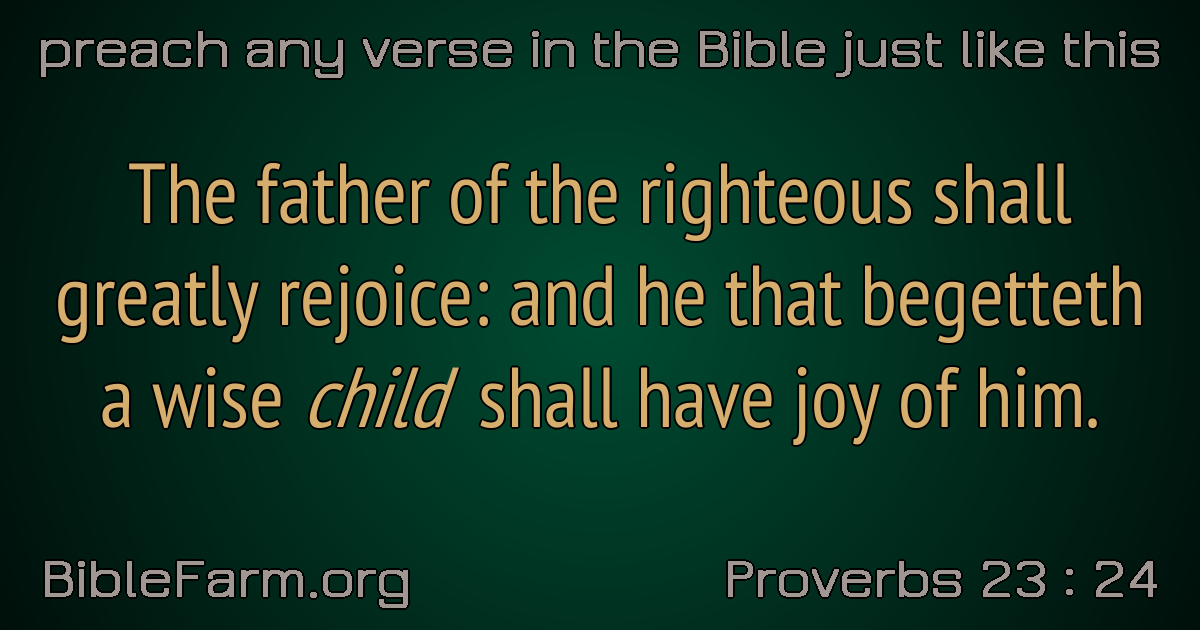 preach any verse in the Bible just like this
The father of the righteous shall
greatly rejoice: and he that begetteth
a wise child shall have joy of him.
BibleFarm.org
Proverbs 23 : 24